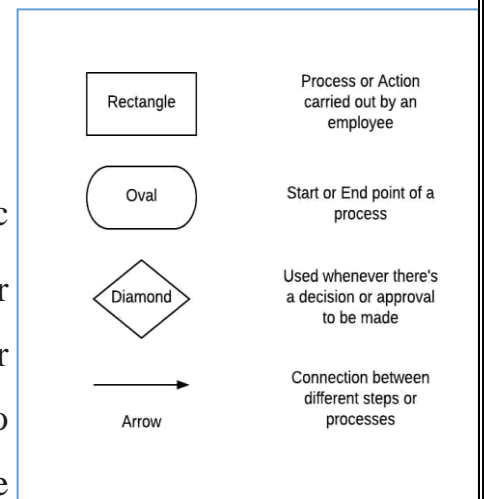 Rectangle
Process or Action
carried out by an
employee
Oval
Start or End point of a
process
Diamond
Used whenever there's
a decision or approval
to be made
Arrow
Connection between
different steps or
processes
c
r
r
o
e